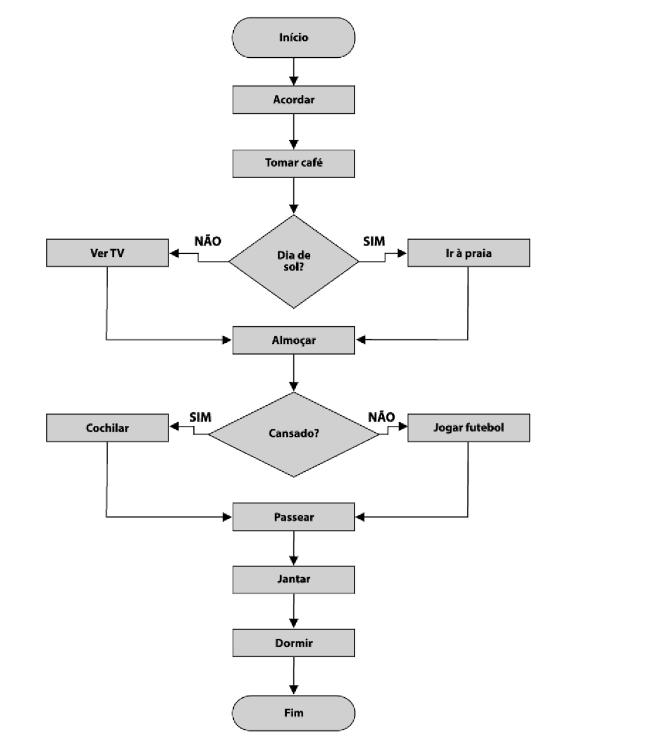 Início
Acordar
Tomar café
NÃO
SIM
Ver TV
Dia de
sol?
Ir à praia
Almoçar
SIM
NÃO
Cochilar
Cansado?
Jogar futebol
Passear
Jantar
Dormir
Fim